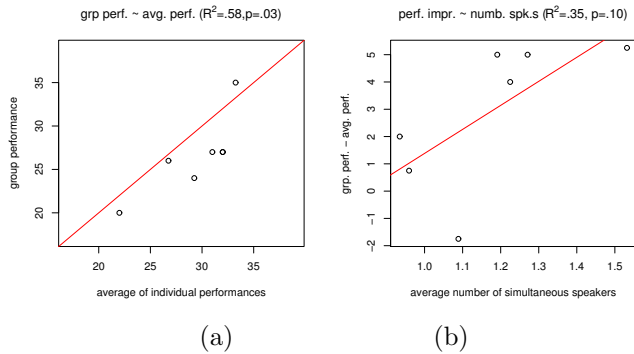 grp perf. ~ avg. perf. (R²=.58,p=.03)
group performance
35
30
25
20
20
25
30
35
average of individual performances
(a)
perf. impr. ~ numb. spk.s (R²=.35, p=.10)
grp. perf. − avg. perf.
5
4
3
2
1
0
−1
−2
1.0
1.1
1.2
1.3
1.4
1.5
average number of simultaneous speakers
(b)